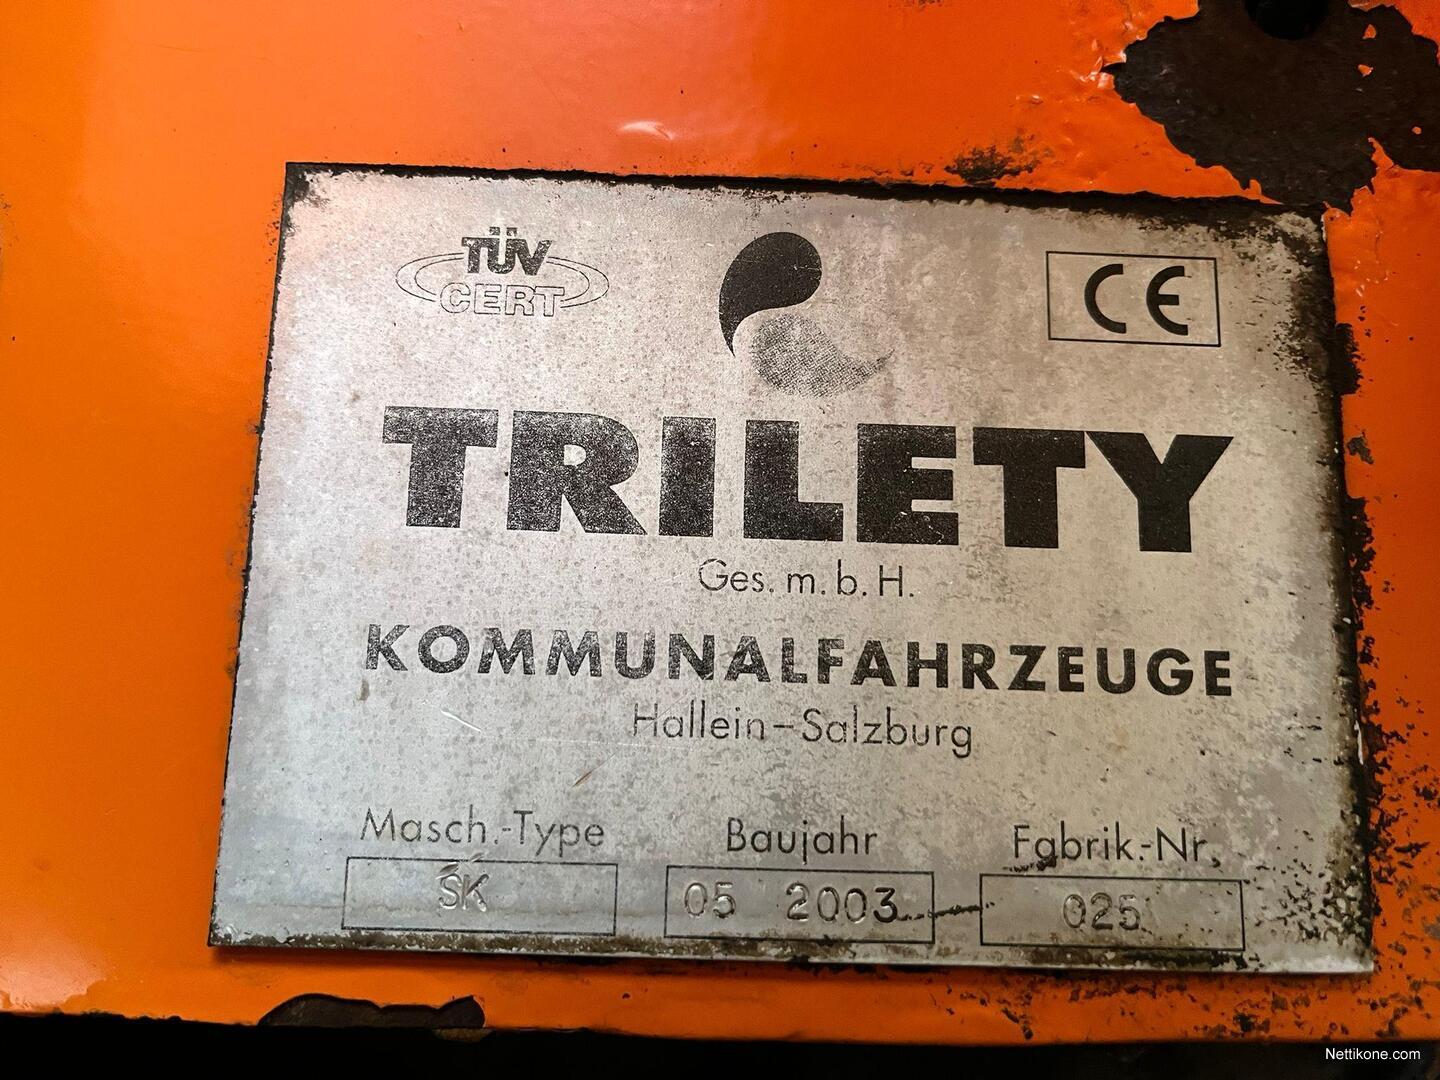 TÜV
CERT
CE
TRILETY
Ges. m. b. H.
KOMMUNALFAHRZEUGE
Hallein-Salzburg
Masch.-Type Baujahr Fabrik.-Nr.
SK 05 2003 025
Nettikone.com